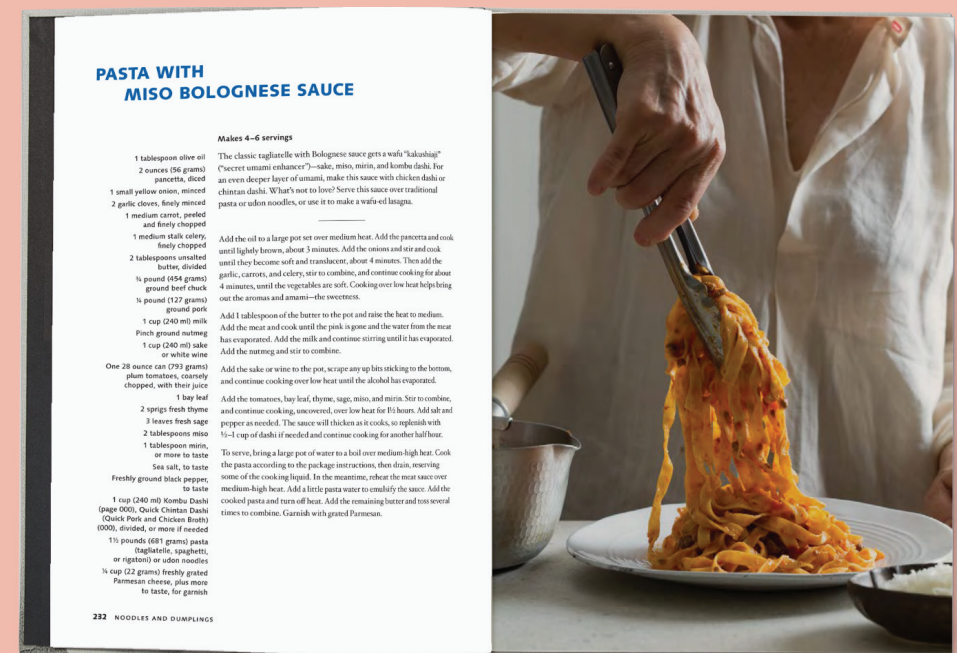 PASTA WITH
MISO BOLOGNESE SAUCE
1 tablespoon olive oil
2 ounces (56 grams)
pancetta, diced
1 small yellow onion, minced
2 garlic cloves, finely minced
1 medium carrot, peeled
and finely chopped
1 medium stalk celery,
finely chopped
2 tablespoons unsalted
butter, divided
¾ pound (454 grams)
ground beef chuck
¼ pound (127 grams)
ground pork
1 cup (240 ml) milk
Pinch ground nutmeg
1 cup (240 ml) sake
or white wine
One 28 ounce can (793 grams)
plum tomatoes, coarsely
chopped, with their juice
1 bay leaf
2 sprigs fresh thyme
3 leaves fresh sage
2 tablespoons miso
1 tablespoon mirin,
or more to taste
Sea salt, to taste
Freshly ground black pepper,
to taste
1 cup (240 ml) Kombu Dashi
(page 000), Quick Chintan Dashi
(Quick Pork and Chicken Broth)
(000), divided, or more if needed
1½ pounds (681 grams) pasta
(tagliatelle, spaghetti,
or rigatoni) or udon noodles
¼ cup (22 grams) freshly grated
Parmesan cheese, plus more
to taste, for garnish
Makes 4–6 servings
The classic tagliatelle with Bolognese sauce gets a wafu "kakushiaji"
("secret umami enhancer")—sake, miso, mirin, and kombu dashi. For
an even deeper layer of umami, make this sauce with chicken dashi or
chintan dashi. What's not to love? Serve this sauce over traditional
pasta or udon noodles, or use it to make a wafu-ed lasagna.
Add the oil to a large pot set over medium heat. Add the pancetta and cook
until lightly brown, about 3 minutes. Add the onions and stir and cook
until they become soft and translucent, about 4 minutes. Then add the
garlic, carrots, and celery, stir to combine, and continue cooking for about
4 minutes, until the vegetables are soft. Cooking over low heat helps bring
out the aromas and amami—the sweetness.
Add 1 tablespoon of the butter to the pot and raise the heat to medium.
Add the meat and cook until the pink is gone and the water from the meat
has evaporated. Add the milk and continue stirring until it has evaporated.
Add the nutmeg and stir to combine.
Add the sake or wine to the pot, scrape any up bits sticking to the bottom,
and continue cooking over low heat until the alcohol has evaporated.
Add the tomatoes, bay leaf, thyme, sage, miso, and mirin. Stir to combine,
and continue cooking, uncovered, over low heat for 1½ hours. Add salt and
pepper as needed. The sauce will thicken as it cooks, so replenish with
½–1 cup of dashi if needed and continue cooking for another half hour.
To serve, bring a large pot of water to a boil over medium-high heat. Cook
the pasta according to the package instructions, then drain, reserving
some of the cooking liquid. In the meantime, reheat the meat sauce over
medium-high heat. Add a little pasta water to emulsify the sauce. Add the
cooked pasta and turn off heat. Add the remaining butter and toss several
times to combine. Garnish with grated Parmesan.
232 NOODLES AND DUMPLINGS